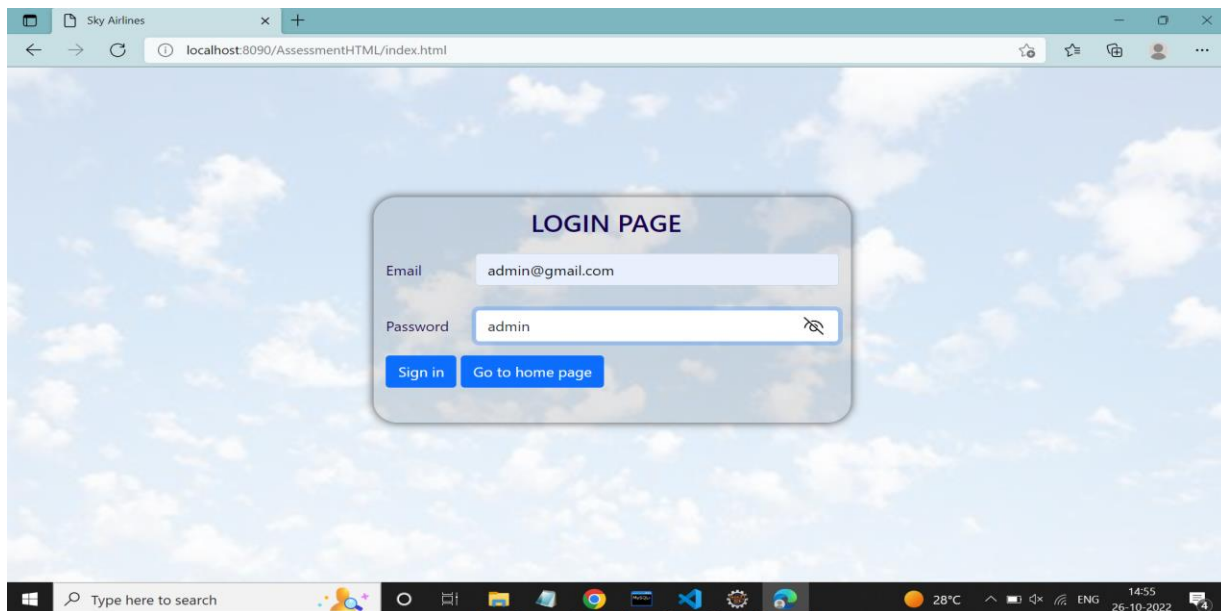 Sky Airlines
localhost:8090/AssessmentHTML/index.html
LOGIN PAGE
Email admin@gmail.com
Password admin
Sign in Go to home page
Type here to search 28°C ENG 14:55
26-10-2022 4